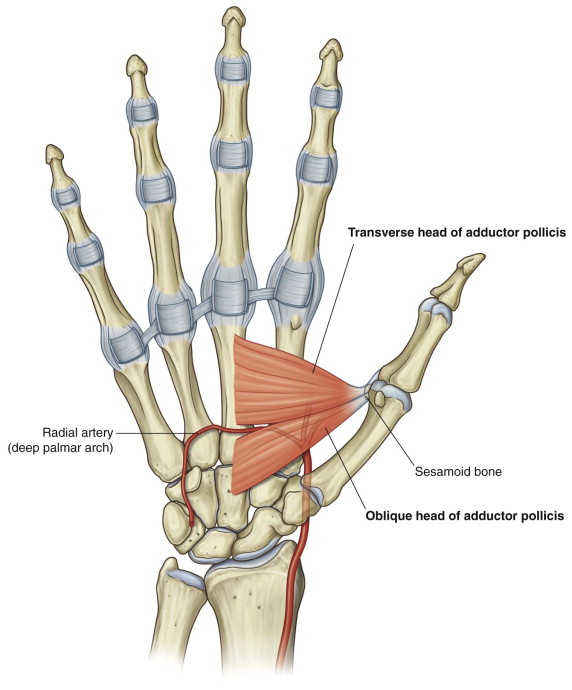 Transverse head of adductor pollicis
Radial artery
(deep palmar arch)
Sesamoid bone
Oblique head of adductor pollicis